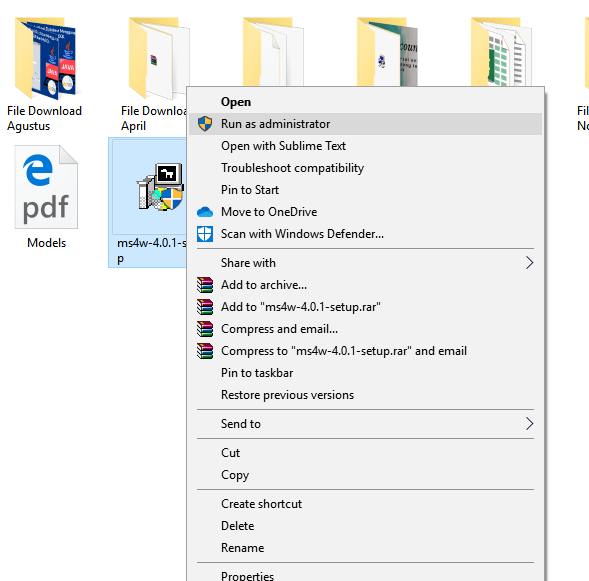 File Download
Agustus
File Downloa
April
Fi
No
pdf
Models
ms4w-4.0.1-s
p
Open
Run as administrator
Open with Sublime Text
Troubleshoot compatibility
Pin to Start
Move to OneDrive
Scan with Windows Defender...
Share with
Add to archive...
Add to "ms4w-4.0.1-setup.rar"
Compress and email...
Compress to "ms4w-4.0.1-setup.rar" and email
Pin to taskbar
Restore previous versions
Send to
Cut
Copy
Create shortcut
Delete
Rename
Properties